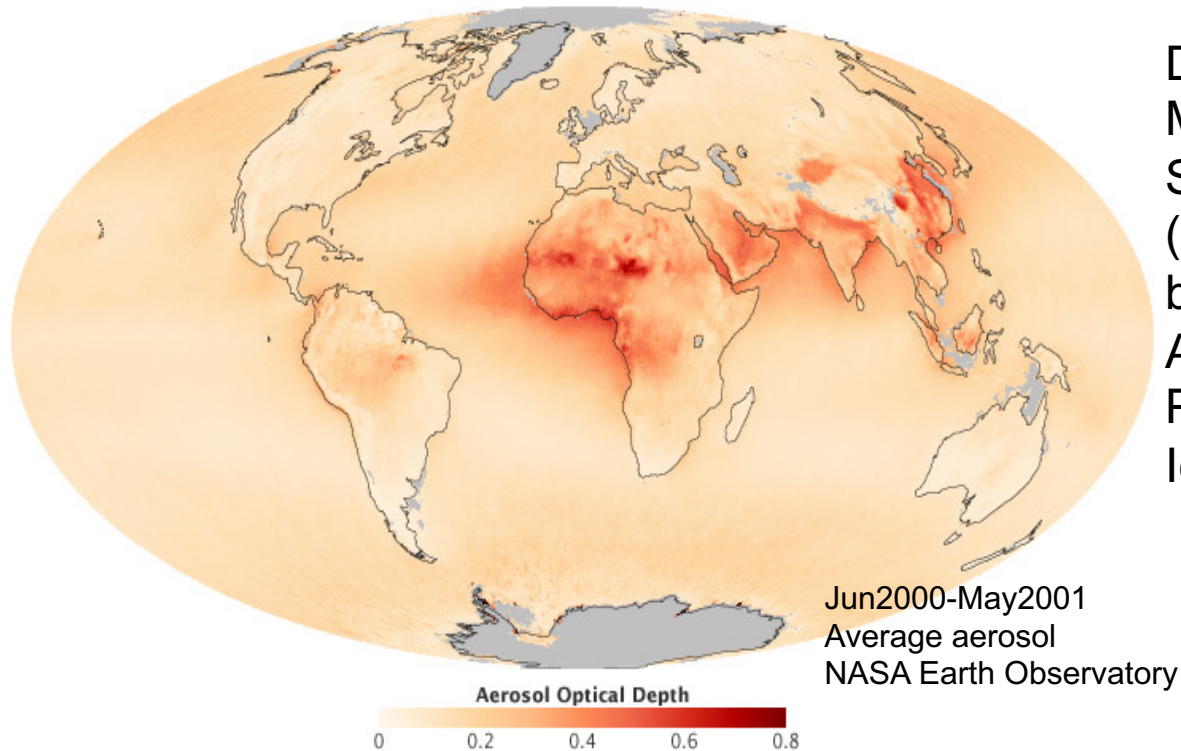 Jun2000-May2001
Average aerosol
NASA Earth Observatory
Aerosol Optical Depth
0 0.2 0.4 0.6 0.8